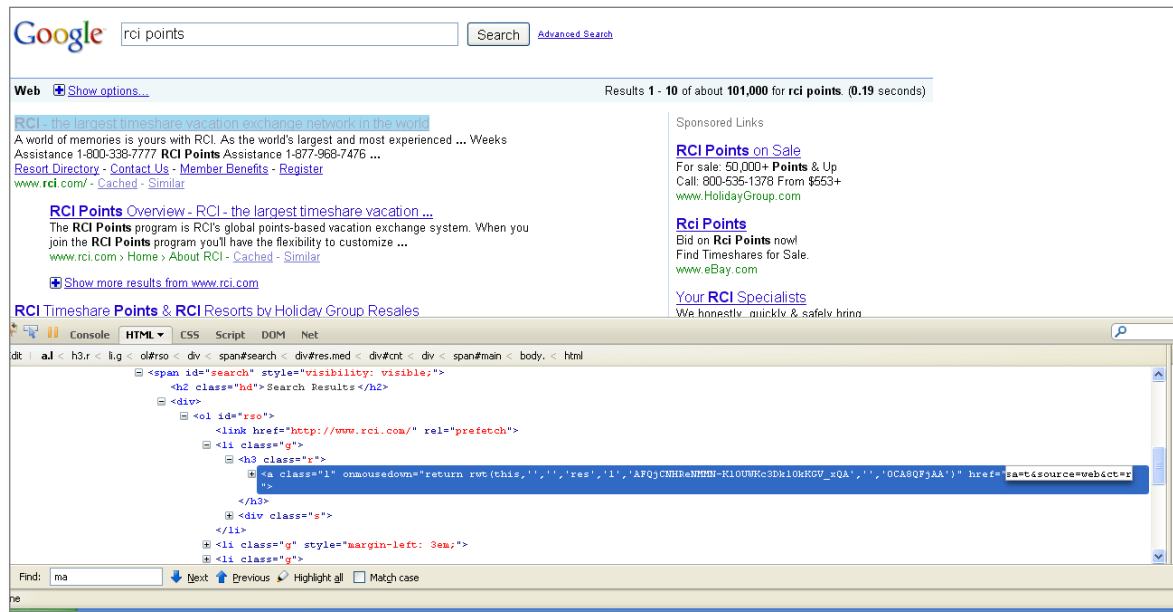 Google rci points Search Advanced Search
Web Show options... Results 1 - 10 of about 101,000 for rci points. (0.19 seconds)
RCI - the largest timeshare vacation exchange network in the world
A world of memories is yours with RCI. As the world's largest and most experienced ... Weeks
Assistance 1-800-338-7777 RCI Points Assistance 1-877-968-7476 ...
Resort Directory - Contact Us - Member Benefits - Register
www.rci.com/ - Cached - Similar
RCI Points Overview - RCI - the largest timeshare vacation ...
The RCI Points program is RCI's global points-based vacation exchange system. When you
join the RCI Points program you'll have the flexibility to customize ...
www.rci.com › Home › About RCI - Cached - Similar
Show more results from www.rci.com
RCI Timeshare Points & RCI Resorts by Holiday Group Resales
Sponsored Links
RCI Points on Sale
For sale: 50,000+ Points & Up
Call: 800-535-1378 From $553+
www.HolidayGroup.com
Rci Points
Bid on Rci Points now!
Find Timeshares for Sale.
www.eBay.com
Your RCI Specialists
We honestly, quickly & safely bring
Console HTML CSS Script DOM Net
dit a.l < h3.r < li.g < ol#rso < div < span#search < div#res.med < div#cnt < div < span#main < body. < html
<span id="search" style="visibility: visible;">
<h2 class="hd">Search Results</h2>
<div>
<ol id="rso">
<link href="http://www.rci.com/" rel="prefetch">
<li class="g">
<h3 class="r">
<a class="l" onmousedown="return rwt(this,'','','res','1','AFQjCNHReNMMN-K10UWKc3Dk10kKGV_xQA','','0CA8QFjAA')" href="sa=t&source=web&ct=r
">
</h3>
<div class="s">
</li>
<li class="g" style="margin-left: 3em;">
<li class="g">
Find: ma Next Previous Highlight all Match case
ne